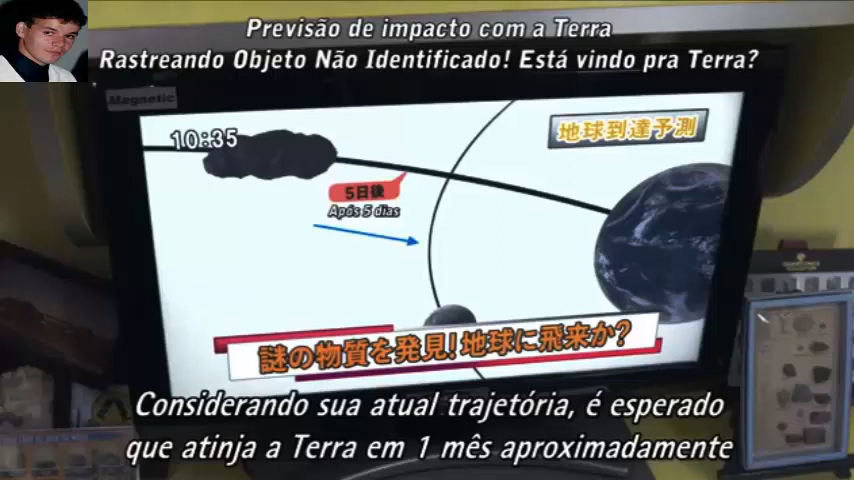 Previsão de impacto com a Terra
Rastreando Objeto Não Identificado! Está vindo pra Terra?
Magnetic
10:35
地球到達予測
5日後
Após 5 dias
謎の物質を発見!地球に飛来か?
Considerando sua atual trajetória, é esperado
que atinja a Terra em 1 mês aproximadamente